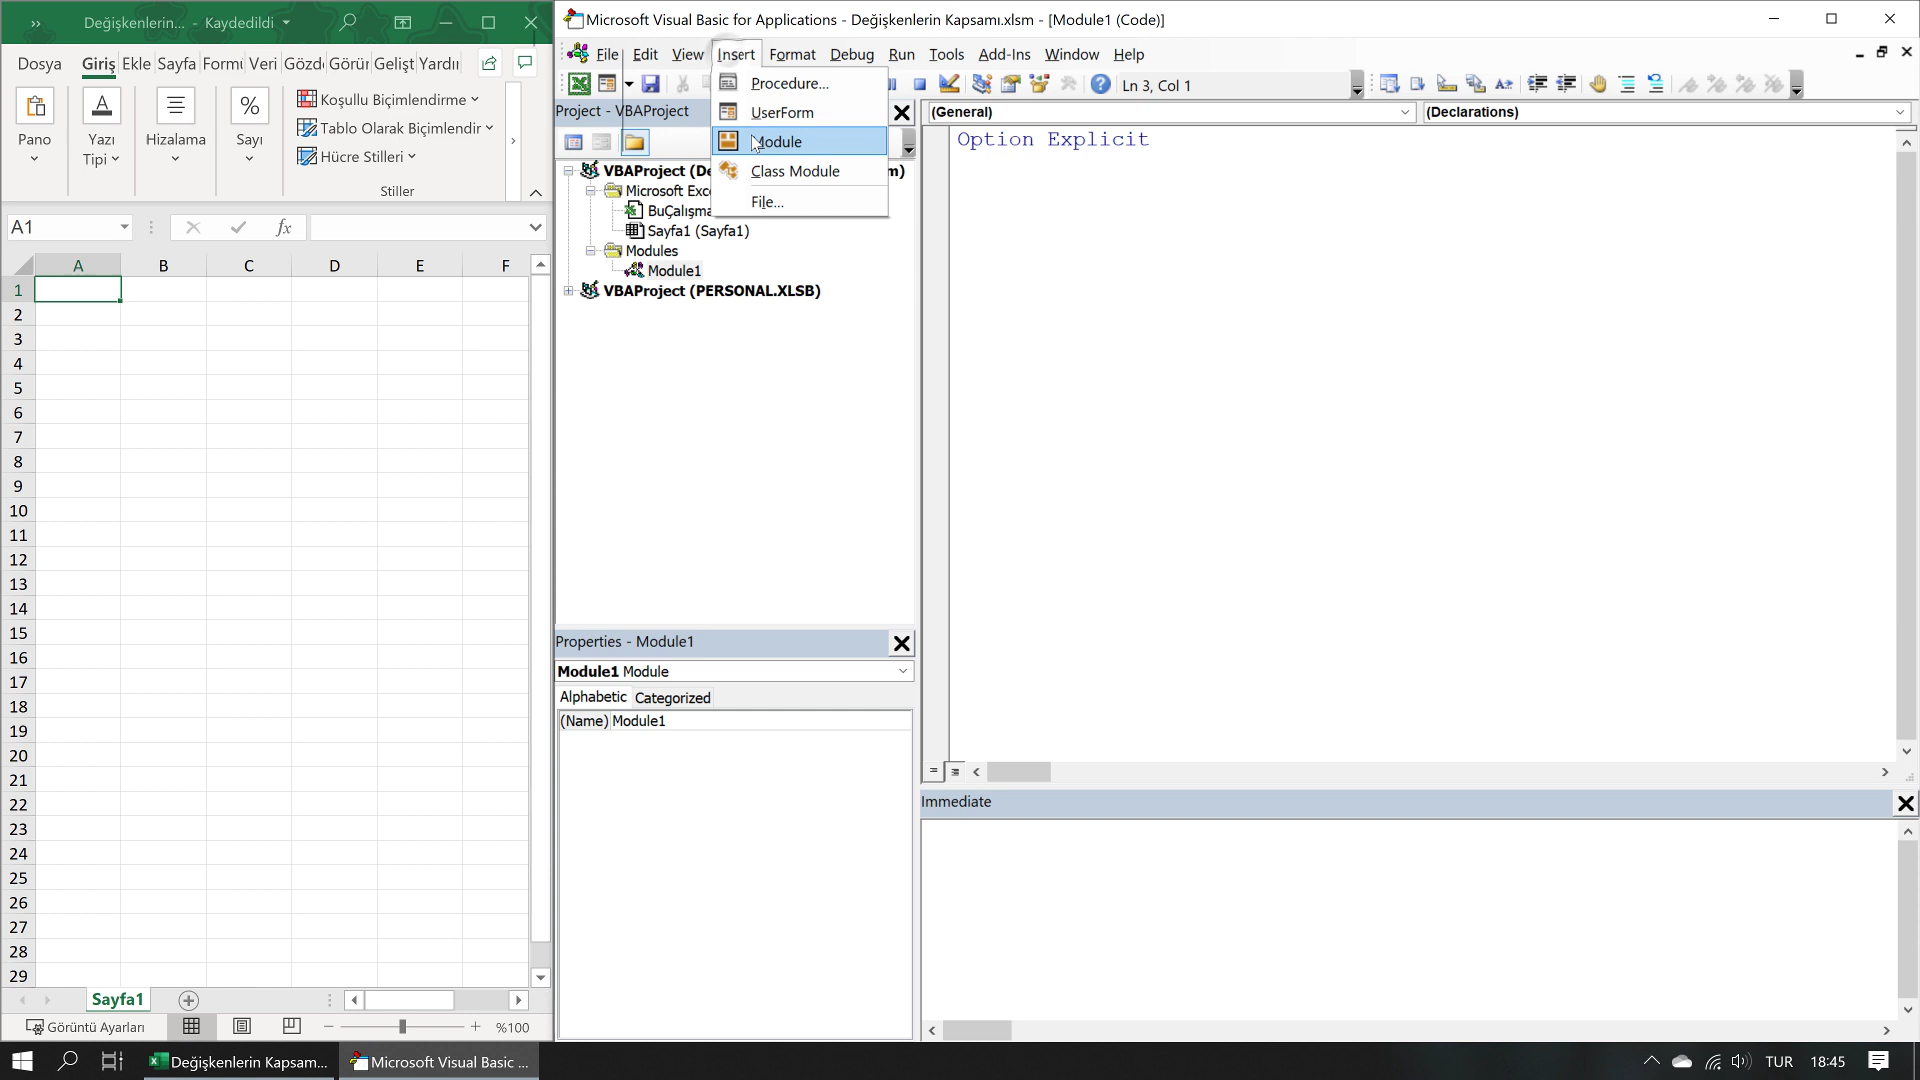 Değişkenlerin... - Kaydedildi
Dosya Giriş Ekle Sayfa Formı Veri Gözde Görür Gelişt Yardıı
Pano
Yazı Tipi
Hizalama
%
Sayı
Koşullu Biçimlendirme
Tablo Olarak Biçimlendir
Hücre Stilleri
Stiller
A1
fx
A B C D E F
1
2
3
4
5
6
7
8
9
10
11
12
13
14
15
16
17
18
19
20
21
22
23
24
25
26
27
28
29
Sayfa1
Görüntü Ayarları
%100
Microsoft Visual Basic for Applications - Değişkenlerin Kapsamı.xlsm - [Module1 (Code)]
File Edit View Insert Format Debug Run Tools Add-Ins Window Help
Ln 3, Col 1
Procedure...
UserForm
Module
Class Module
File...
Project - VBAProject
VBAProject (De m)
Microsoft Exce
BuÇalışma
Sayfa1 (Sayfa1)
Modules
Module1
VBAProject (PERSONAL.XLSB)
Properties - Module1
Module1 Module
Alphabetic Categorized
(Name) Module1
(General) (Declarations)
Option Explicit
Immediate
Değişkenlerin Kapsam... Microsoft Visual Basic ... TUR 18:45